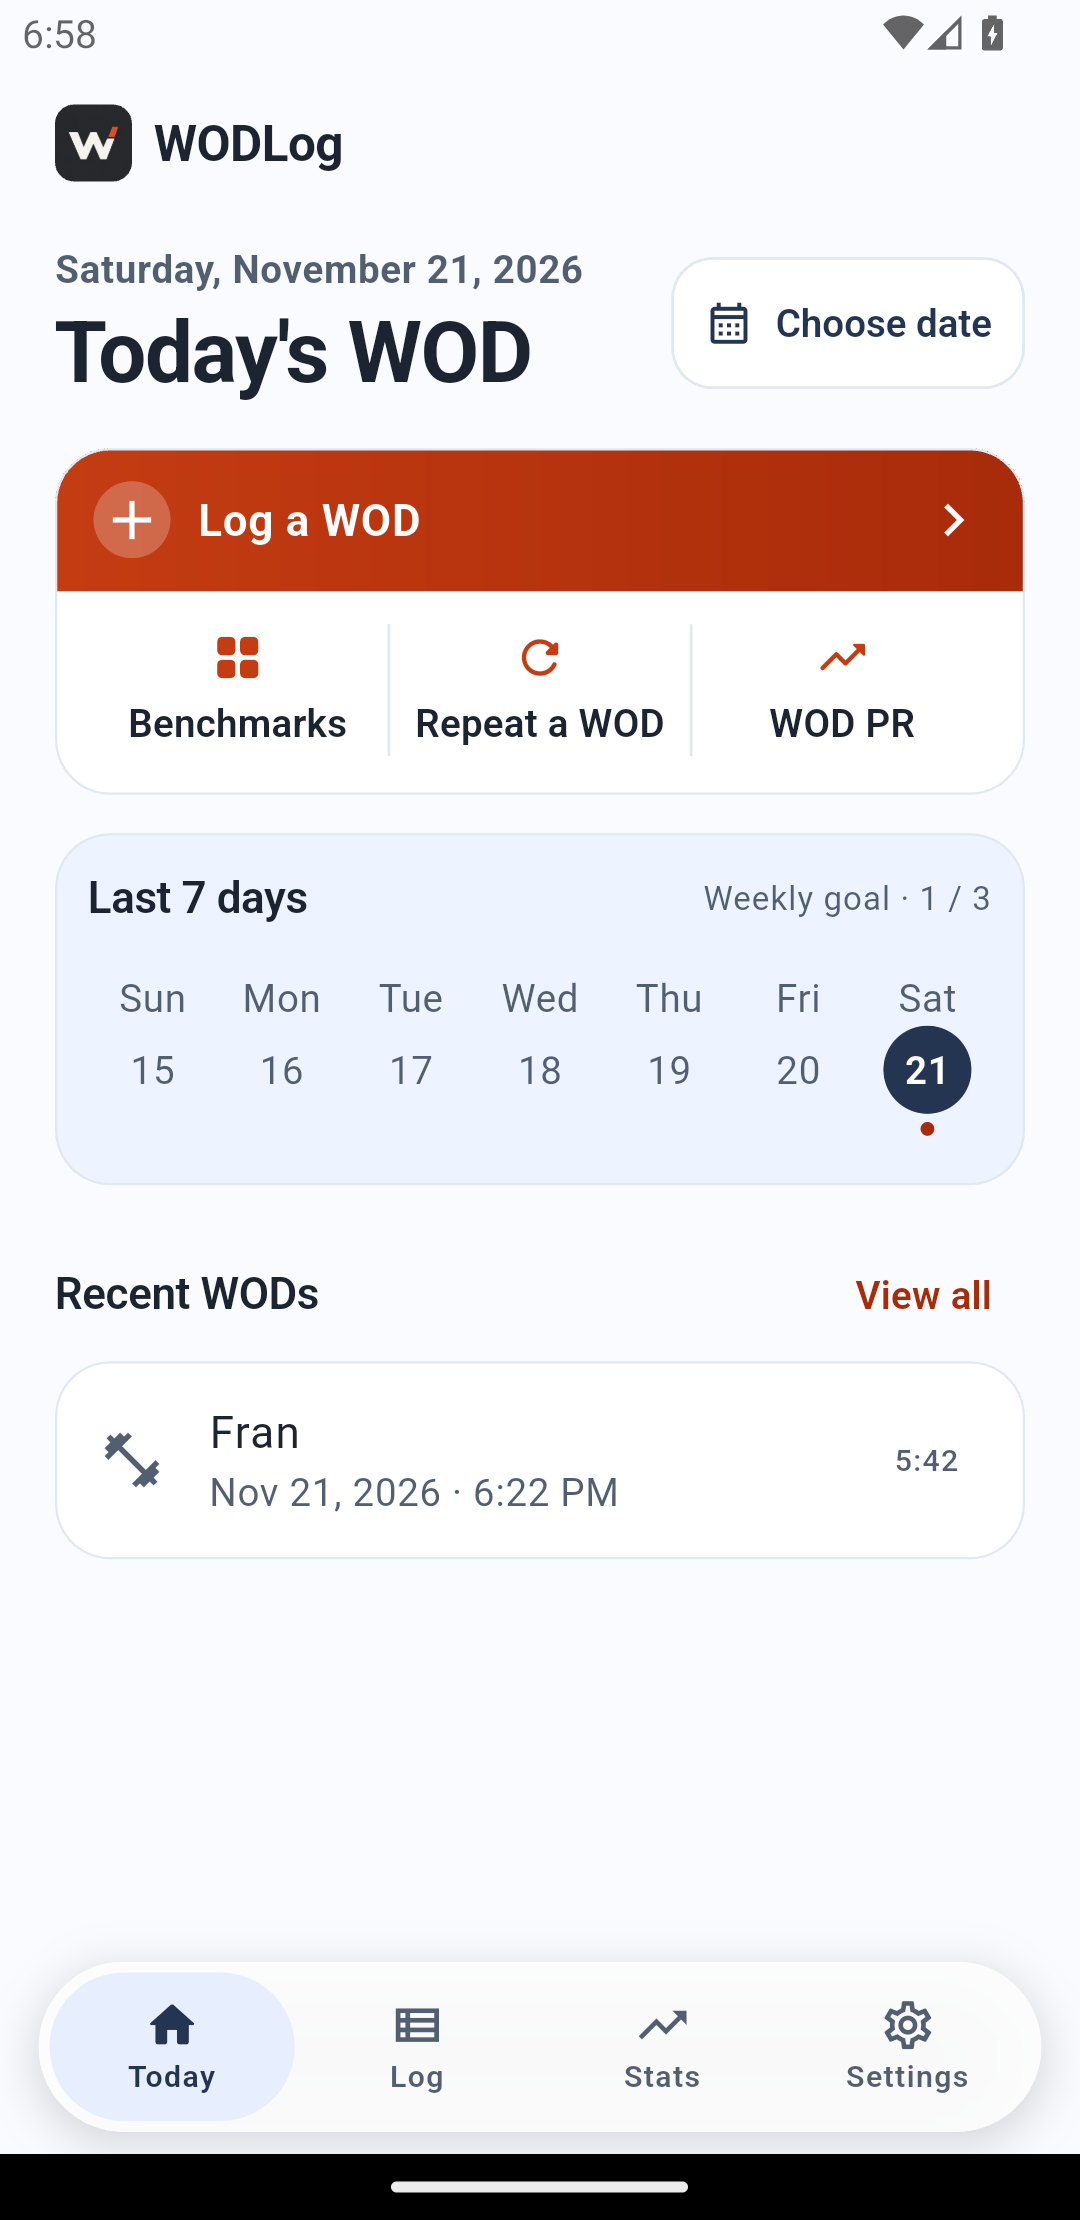 6:58
WODLog
Saturday, November 21, 2026
Today's WOD
Choose date
Log a WOD
Benchmarks
Repeat a WOD
WOD PR
Last 7 days
Weekly goal · 1 / 3
Sun Mon Tue Wed Thu Fri Sat
15 16 17 18 19 20 21
Recent WODs
View all
Fran
Nov 21, 2026 · 6:22 PM
5:42
Today
Log
Stats
Settings